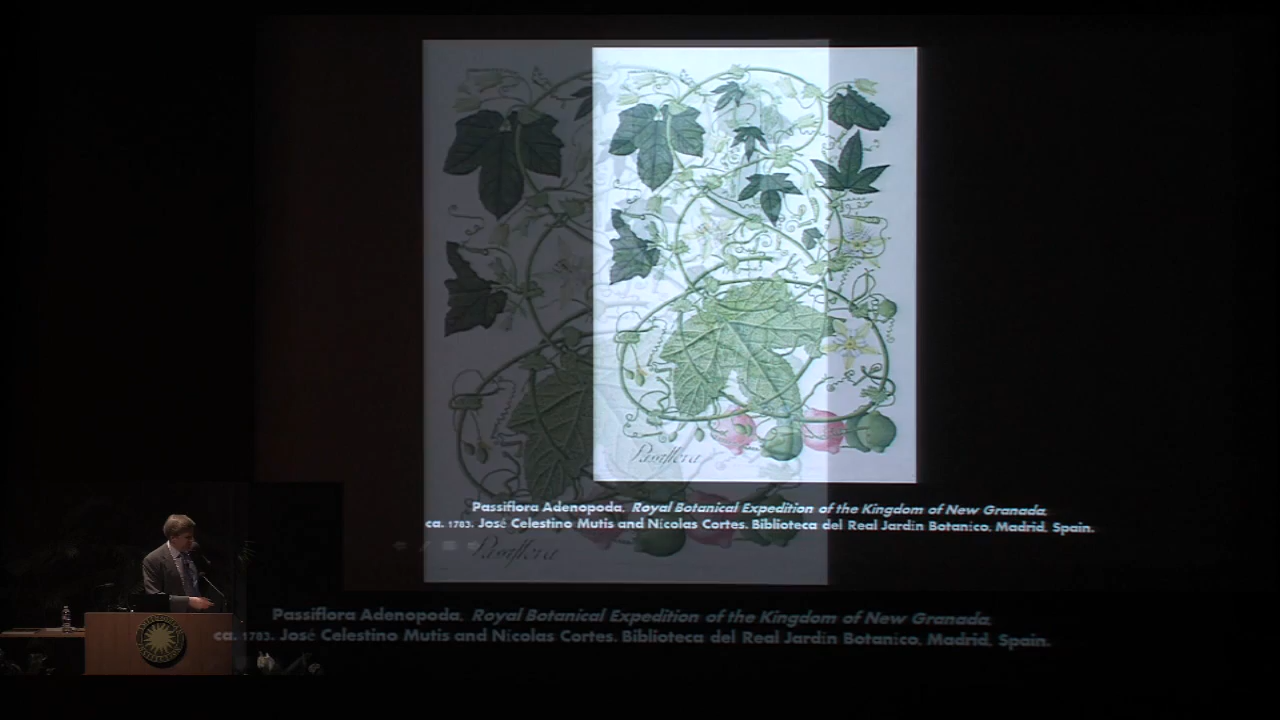 Passiflora
Passiflora Adenopoda. Royal Botanical Expedition of the Kingdom of New Granada
ca. 1783. José Celestino Mutis and Nicolas Cortes. Biblioteca del Real Jardín Botanico. Madrid, Spain.
Passiflora
Passiflora Adenopoda. Royal Botanical Expedition of the Kingdom of New Granada
ca. 1783. José Celestino Mutis and Nicolas Cortes. Biblioteca del Real Jardín Botanico. Madrid, Spain.